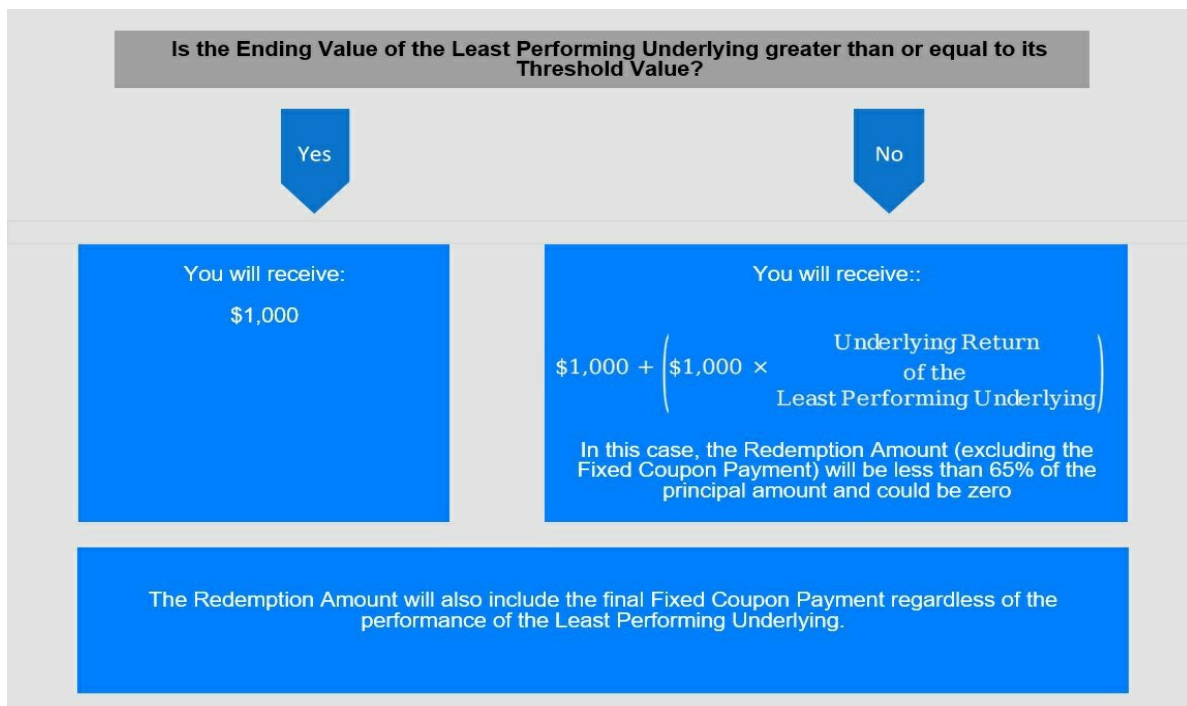 Is the Ending Value of the Least Performing Underlying greater than or equal to its
Threshold Value?
Yes
No
You will receive:
$1,000
You will receive::
$1,000 + ($1,000 × Underlying Return
of the
Least Performing Underlying)
In this case, the Redemption Amount (excluding the
Fixed Coupon Payment) will be less than 65% of the
principal amount and could be zero
The Redemption Amount will also include the final Fixed Coupon Payment regardless of the
performance of the Least Performing Underlying.